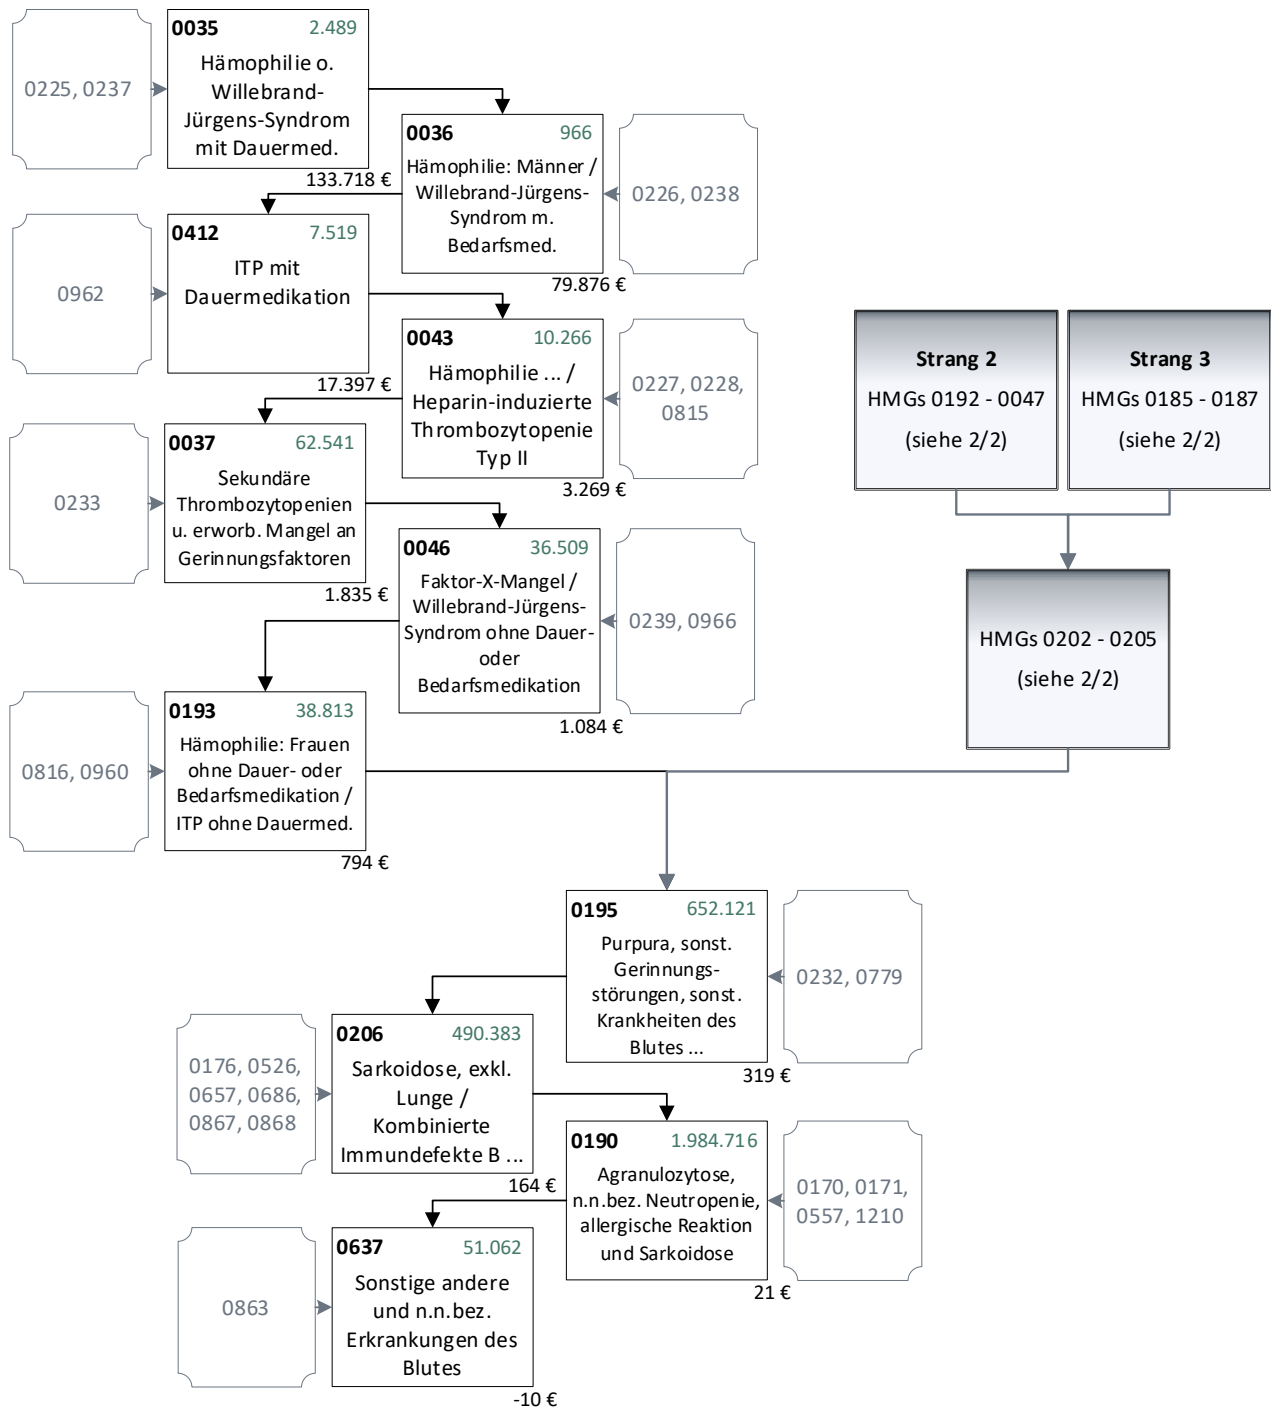 0225, 0237
0035 2.489
Hämophilie o.
Willebrand-
Jürgens-Syndrom
mit Dauermed.
133.718 €
0036 966
Hämophilie: Männer /
Willebrand-Jürgens-
Syndrom m.
Bedarfsmed.
79.876 €
0226, 0238
0962
0412 7.519
ITP mit
Dauermedikation
17.397 €
0043 10.266
Hämophilie ... /
Heparin-induzierte
Thrombozytopenie
Typ II
3.269 €
0227, 0228,
0815
0233
0037 62.541
Sekundäre
Thrombozytopenien
u. erworb. Mangel an
Gerinnungsfaktoren
1.835 €
0046 36.509
Faktor-X-Mangel /
Willebrand-Jürgens-
Syndrom ohne Dauer-
oder
Bedarfsmedikation
1.084 €
0239, 0966
0816, 0960
0193 38.813
Hämophilie: Frauen
ohne Dauer- oder
Bedarfsmedikation /
ITP ohne Dauermed.
794 €
Strang 2
HMGs 0192 - 0047
(siehe 2/2)
Strang 3
HMGs 0185 - 0187
(siehe 2/2)
HMGs 0202 - 0205
(siehe 2/2)
0195 652.121
Purpura, sonst.
Gerinnungs-
störungen, sonst.
Krankheiten des
Blutes ...
319 €
0232, 0779
0176, 0526,
0657, 0686,
0867, 0868
0206 490.383
Sarkoidose, exkl.
Lunge /
Kombinierte
Immundefekte B ...
164 €
0190 1.984.716
Agranulozytose,
n.n.bez. Neutropenie,
allergische Reaktion
und Sarkoidose
21 €
0170, 0171,
0557, 1210
0863
0637 51.062
Sonstige andere
und n.n.bez.
Erkrankungen des
Blutes
-10 €